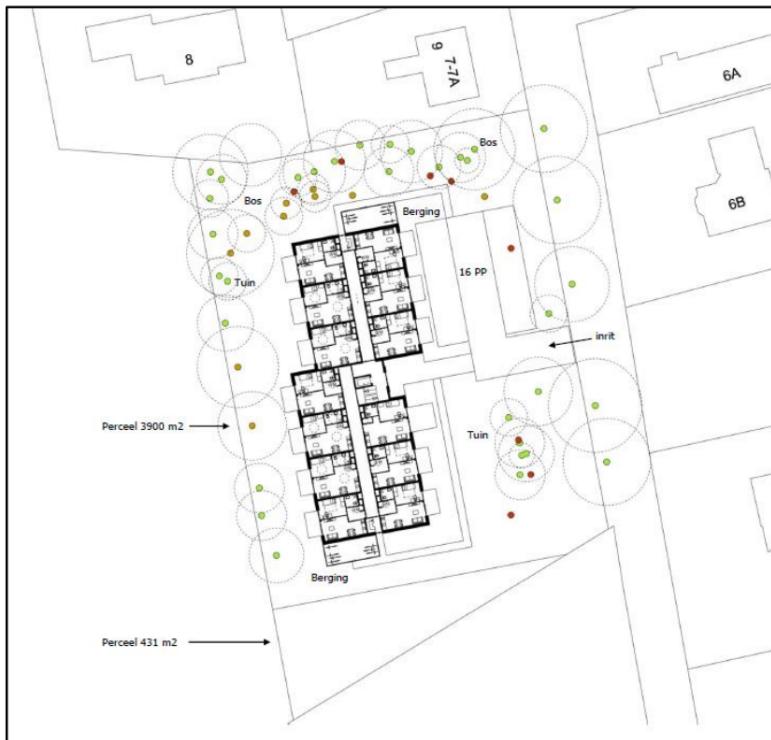 8
9
7-7A
6A
6B
Bos
Bos
Berging
16 PP
Tuin
inrit
Perceel 3900 m2
Tuin
Berging
Perceel 431 m2